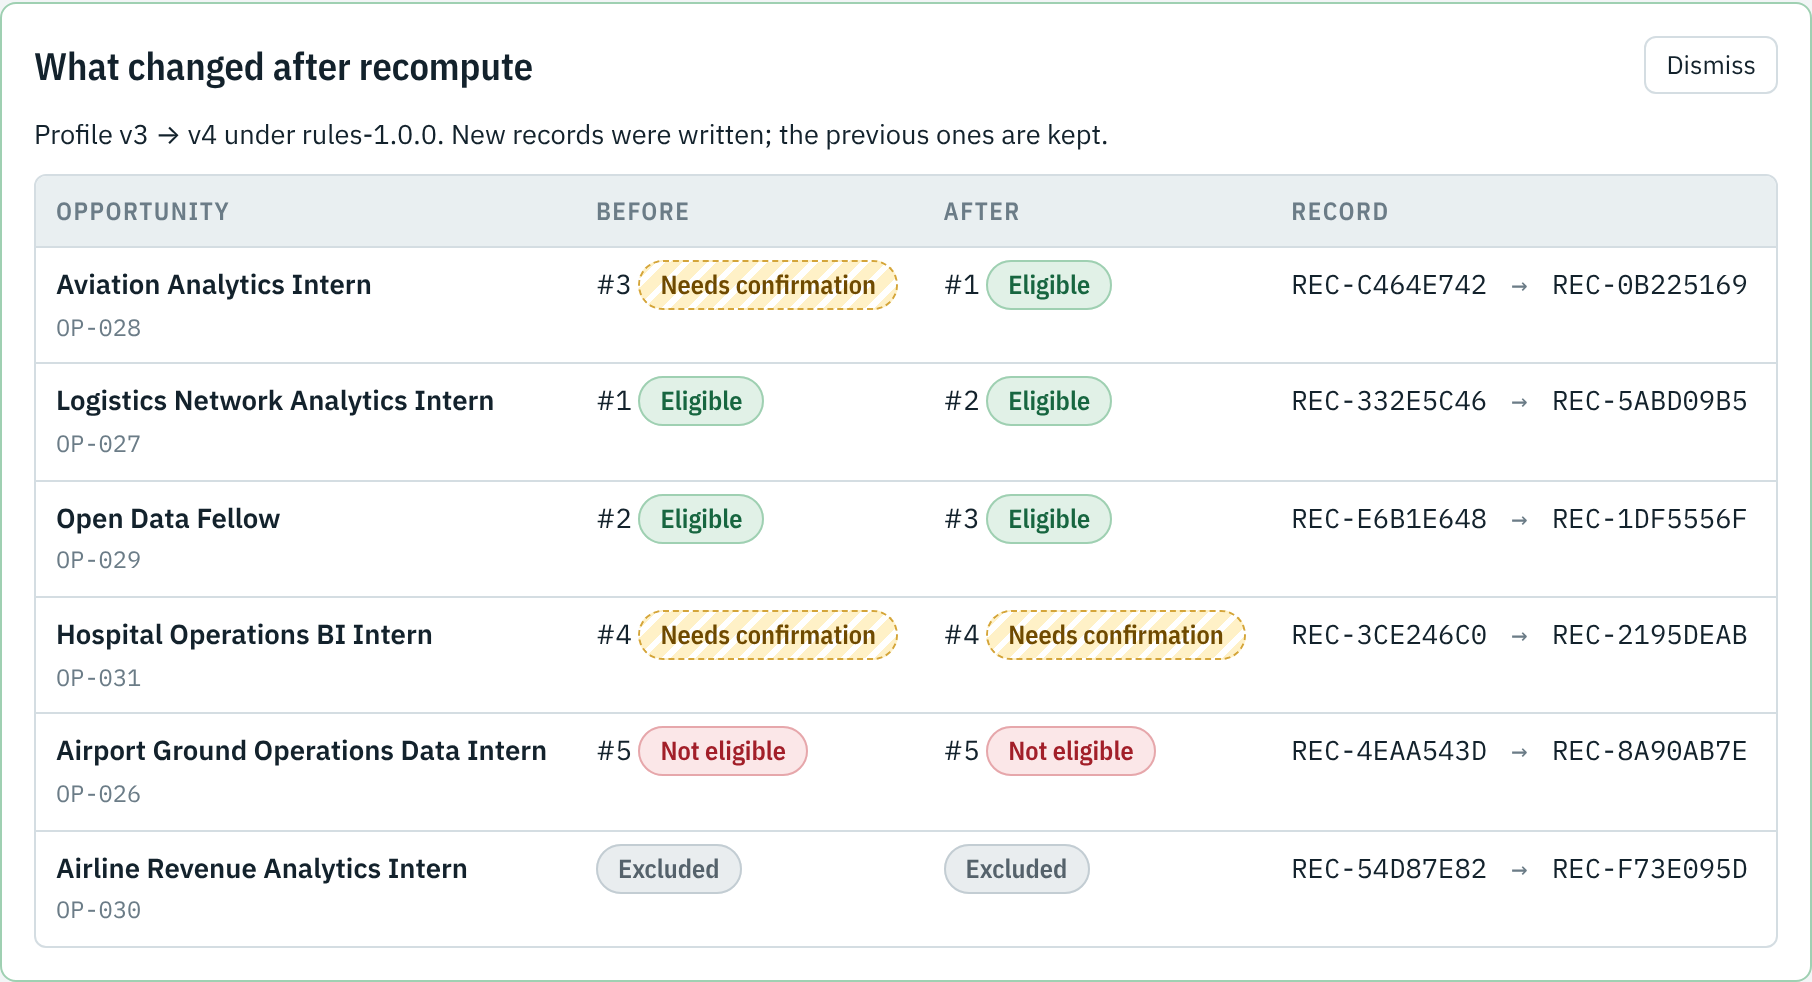 What changed after recompute
Dismiss
Profile v3 → v4 under rules-1.0.0. New records were written; the previous ones are kept.
OPPORTUNITY BEFORE AFTER RECORD
Aviation Analytics Intern #3 Needs confirmation #1 Eligible REC-C464E742 → REC-0B225169
OP-028
Logistics Network Analytics Intern #1 Eligible #2 Eligible REC-332E5C46 → REC-5ABD09B5
OP-027
Open Data Fellow #2 Eligible #3 Eligible REC-E6B1E648 → REC-1DF5556F
OP-029
Hospital Operations BI Intern #4 Needs confirmation #4 Needs confirmation REC-3CE246C0 → REC-2195DEAB
OP-031
Airport Ground Operations Data Intern #5 Not eligible #5 Not eligible REC-4EAA543D → REC-8A90AB7E
OP-026
Airline Revenue Analytics Intern Excluded Excluded REC-54D87E82 → REC-F73E095D
OP-030